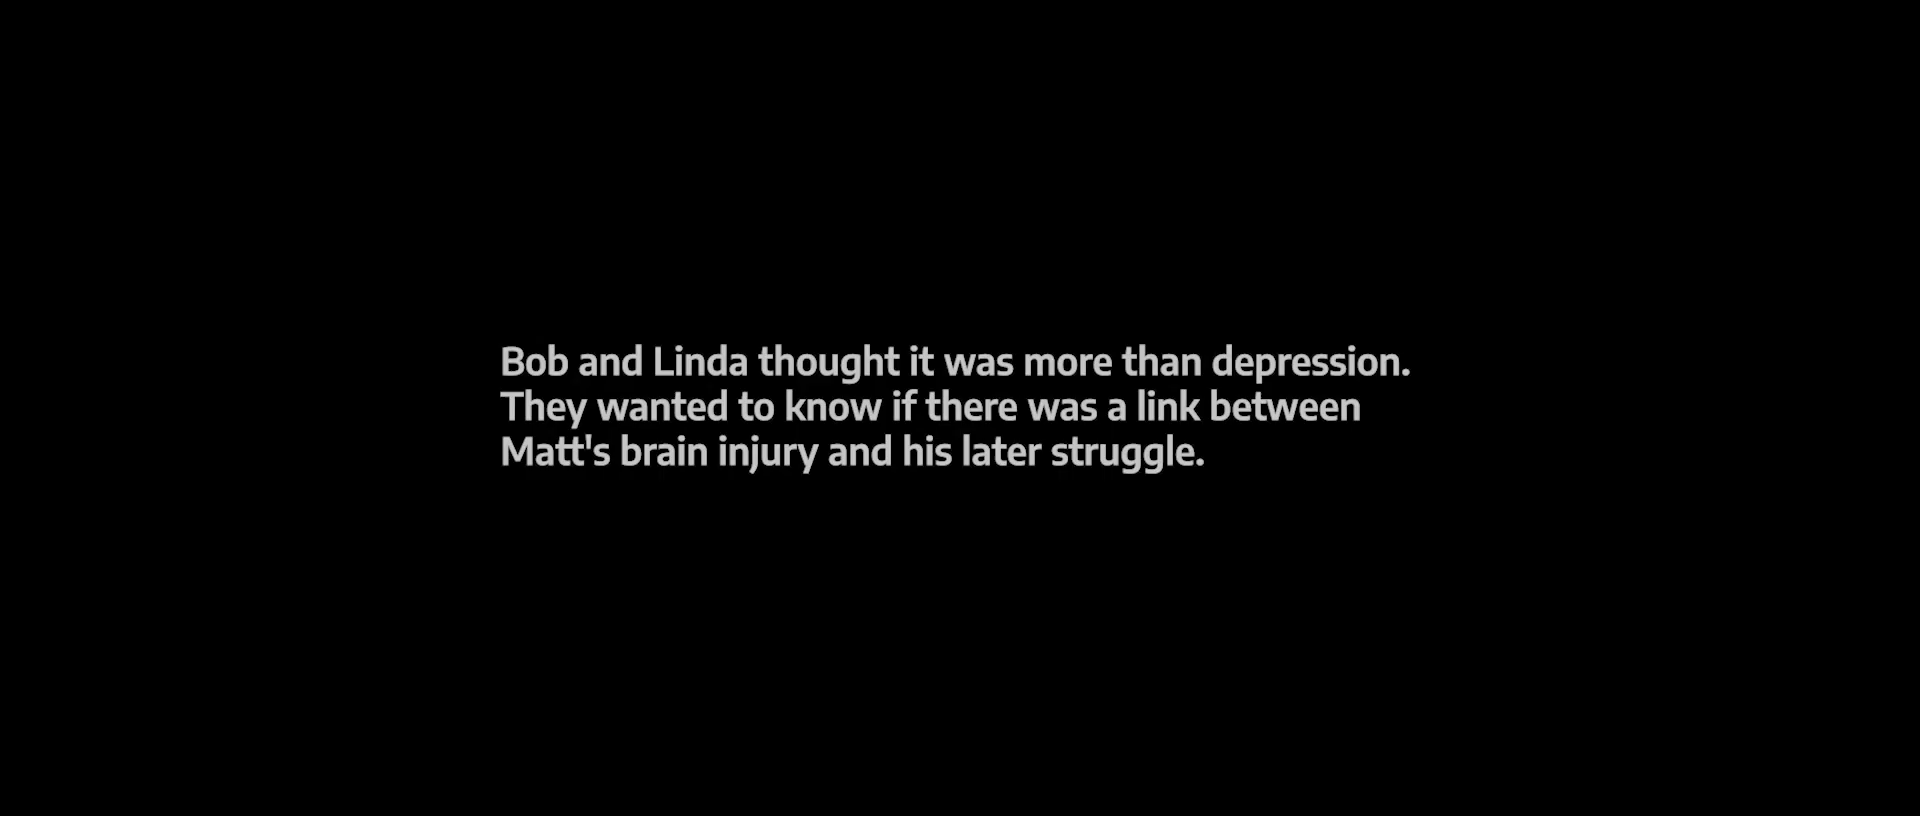 Bob and Linda thought it was more than depression.
They wanted to know if there was a link between
Matt's brain injury and his later struggle.